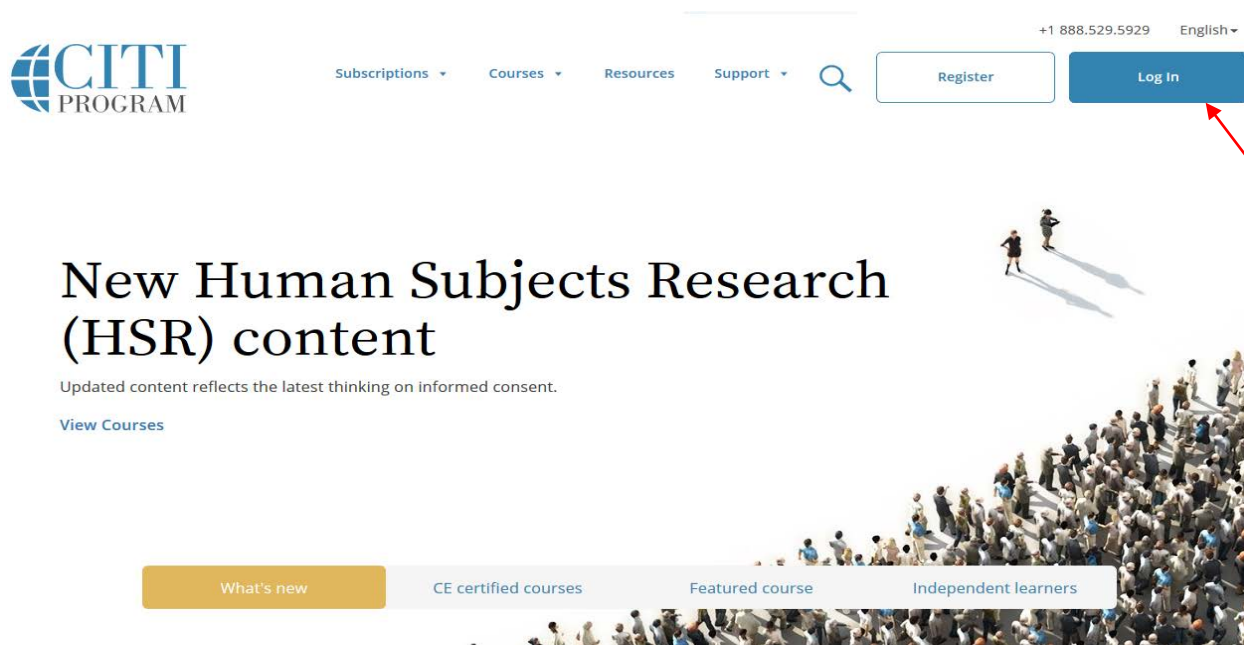 +1 888.529.5929 English
CITI
PROGRAM
Subscriptions Courses Resources Support Register Log In
New Human Subjects Research
(HSR) content
Updated content reflects the latest thinking on informed consent.
View Courses
What's new CE certified courses Featured course Independent learners